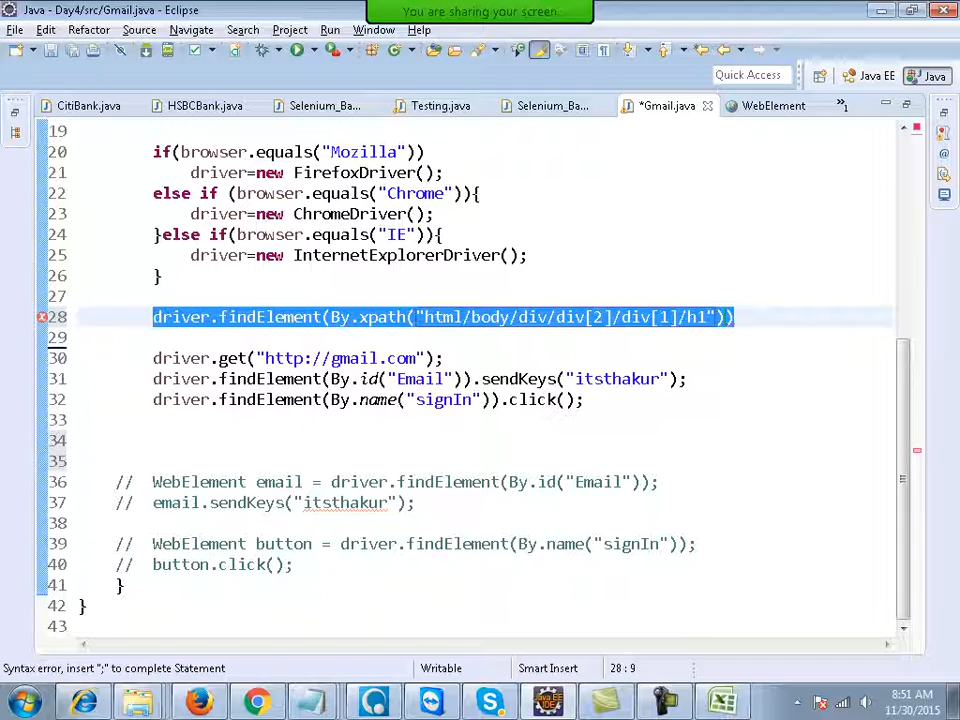 You are sharing your screen
Java - Day4/src/Gmail.java - Eclipse
File Edit Refactor Source Navigate Search Project Run Window Help
Quick Access Java EE Java
CitiBank.java HSBCBank.java Selenium_Ba... Testing.java Selenium_Ba... *Gmail.java WebElement »1
19
20 if(browser.equals("Mozilla"))
21 driver=new FirefoxDriver();
22 else if (browser.equals("Chrome")){
23 driver=new ChromeDriver();
24 }else if(browser.equals("IE")){
25 driver=new InternetExplorerDriver();
26 }
27
28 driver.findElement(By.xpath("html/body/div/div[2]/div[1]/h1"))
29
30 driver.get("http://gmail.com");
31 driver.findElement(By.id("Email")).sendKeys("itsthakur");
32 driver.findElement(By.name("signIn")).click();
33
34
35
36 // WebElement email = driver.findElement(By.id("Email"));
37 // email.sendKeys("itsthakur");
38
39 // WebElement button = driver.findElement(By.name("signIn"));
40 // button.click();
41 }
42 }
43
Syntax error, insert ";" to complete Statement Writable Smart Insert 28 : 9
8:51 AM
11/30/2015